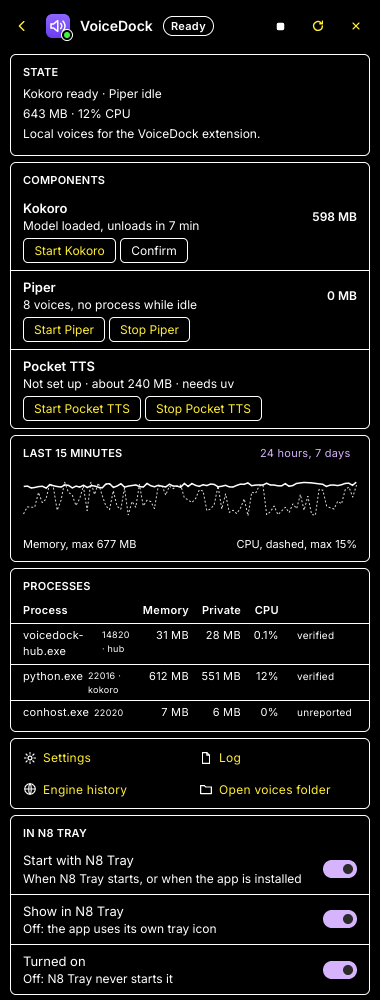 VoiceDock Ready
STATE
Kokoro ready · Piper idle
643 MB · 12% CPU
Local voices for the VoiceDock extension.
COMPONENTS
Kokoro
Model loaded, unloads in 7 min
598 MB
Start Kokoro Confirm
Piper
8 voices, no process while idle
0 MB
Start Piper Stop Piper
Pocket TTS
Not set up · about 240 MB · needs uv
Start Pocket TTS Stop Pocket TTS
LAST 15 MINUTES 24 hours, 7 days
Memory, max 677 MB CPU, dashed, max 15%
PROCESSES
Process Memory Private CPU
voicedock-hub.exe 14820 · hub 31 MB 28 MB 0.1% verified
python.exe 22016 · kokoro 612 MB 551 MB 12% verified
conhost.exe 22020 7 MB 6 MB 0% unreported
Settings Log
Engine history Open voices folder
IN N8 TRAY
Start with N8 Tray
When N8 Tray starts, or when the app is installed
Show in N8 Tray
Off: the app uses its own tray icon
Turned on
Off: N8 Tray never starts it